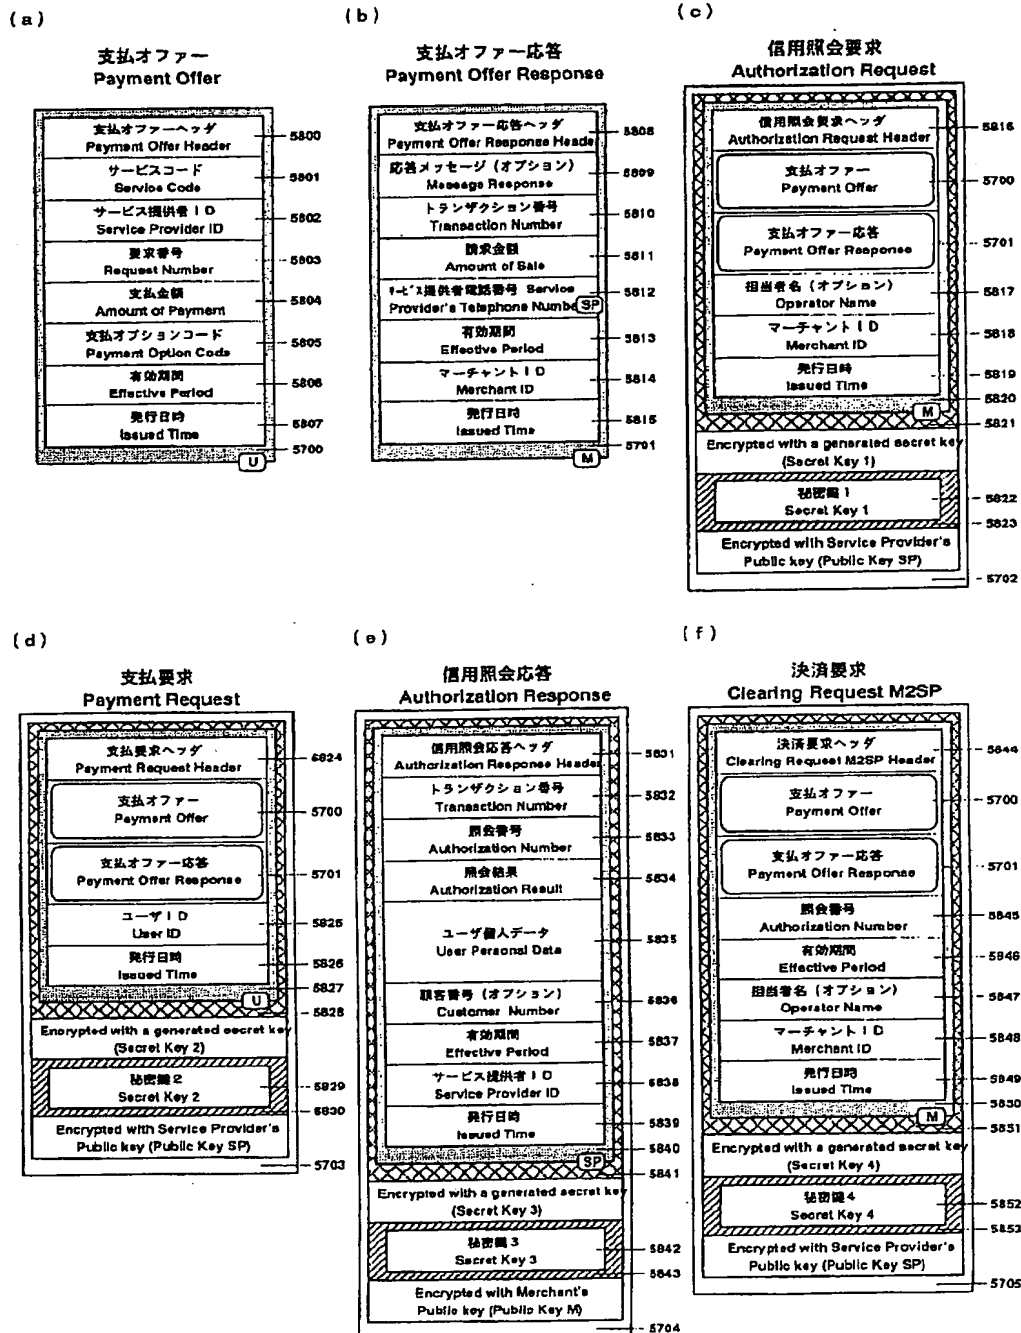 (a)
支払オファー
Payment Offer
支払オファーヘッダ
Payment Offer Header
5800
サービスコード
Service Code
5801
サービス提供者ID
Service Provider ID
5802
要求番号
Request Number
5803
支払金額
Amount of Payment
5804
支払オプションコード
Payment Option Code
5805
有効期間
Effective Period
5806
発行日時
Issued Time
5807
5700
U
(b)
支払オファー応答
Payment Offer Response
支払オファー応答ヘッダ
Payment Offer Response Header
5808
応答メッセージ(オプション)
Message Response
5809
トランザクション番号
Transaction Number
5810
請求金額
Amount of Sale
5811
サービス提供者電話番号 Service
Provider's Telephone Number
SP
5812
有効期間
Effective Period
5813
マーチャントID
Merchant ID
5814
発行日時
Issued Time
5815
5701
M
(c)
信用照会要求
Authorization Request
信用照会要求ヘッダ
Authorization Request Header
5816
支払オファー
Payment Offer
5700
支払オファー応答
Payment Offer Response
5701
担当者名(オプション)
Operator Name
5817
マーチャントID
Merchant ID
5818
発行日時
Issued Time
5819
5820
M
5821
Encrypted with a generated secret key
(Secret Key 1)
秘密鍵1
Secret Key 1
5822
5823
Encrypted with Service Provider's
Public key (Public Key SP)
5702
(d)
支払要求
Payment Request
支払要求ヘッダ
Payment Request Header
5824
支払オファー
Payment Offer
5700
支払オファー応答
Payment Offer Response
5701
ユーザID
User ID
5825
発行日時
Issued Time
5826
5827
U
5828
Encrypted with a generated secret key
(Secret Key 2)
秘密鍵2
Secret Key 2
5829
5830
Encrypted with Service Provider's
Public key (Public Key SP)
5703
(e)
信用照会応答
Authorization Response
信用照会応答ヘッダ
Authorization Response Header
5831
トランザクション番号
Transaction Number
5832
照会番号
Authorization Number
5833
照会結果
Authorization Result
5834
ユーザ個人データ
User Personal Data
5835
顧客番号(オプション)
Customer Number
5836
有効期間
Effective Period
5837
サービス提供者ID
Service Provider ID
5838
発行日時
Issued Time
5839
5840
SP
5841
Encrypted with a generated secret key
(Secret Key 3)
秘密鍵3
Secret Key 3
5842
5843
Encrypted with Merchant's
Public key (Public Key M)
5704
(f)
決済要求
Clearing Request M2SP
決済要求ヘッダ
Clearing Request M2SP Header
5844
支払オファー
Payment Offer
5700
支払オファー応答
Payment Offer Response
5701
照会番号
Authorization Number
5845
有効期間
Effective Period
5846
担当者名(オプション)
Operator Name
5847
マーチャントID
Merchant ID
5848
発行日時
Issued Time
5849
5850
M
5851
Encrypted with a generated secret key
(Secret Key 4)
秘密鍵4
Secret Key 4
5852
5853
Encrypted with Service Provider's
Public key (Public Key SP)
5705